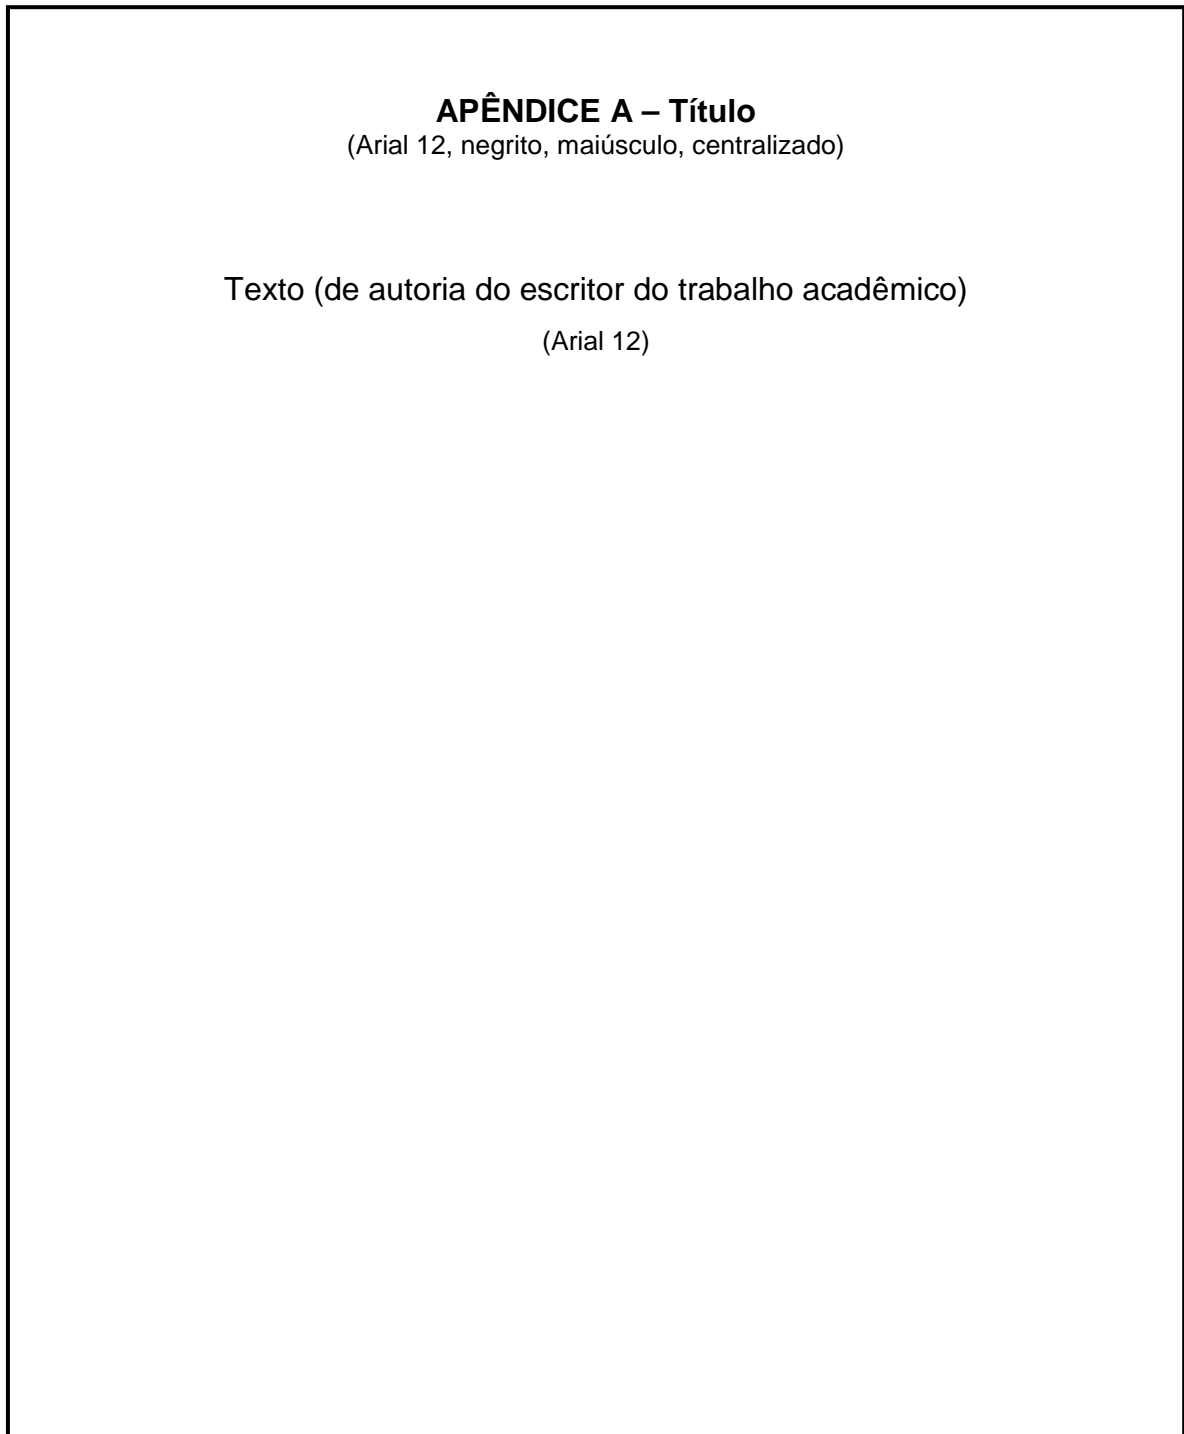 APÊNDICE A – Título
(Arial 12, negrito, maiúsculo, centralizado)
Texto (de autoria do escritor do trabalho acadêmico)
(Arial 12)